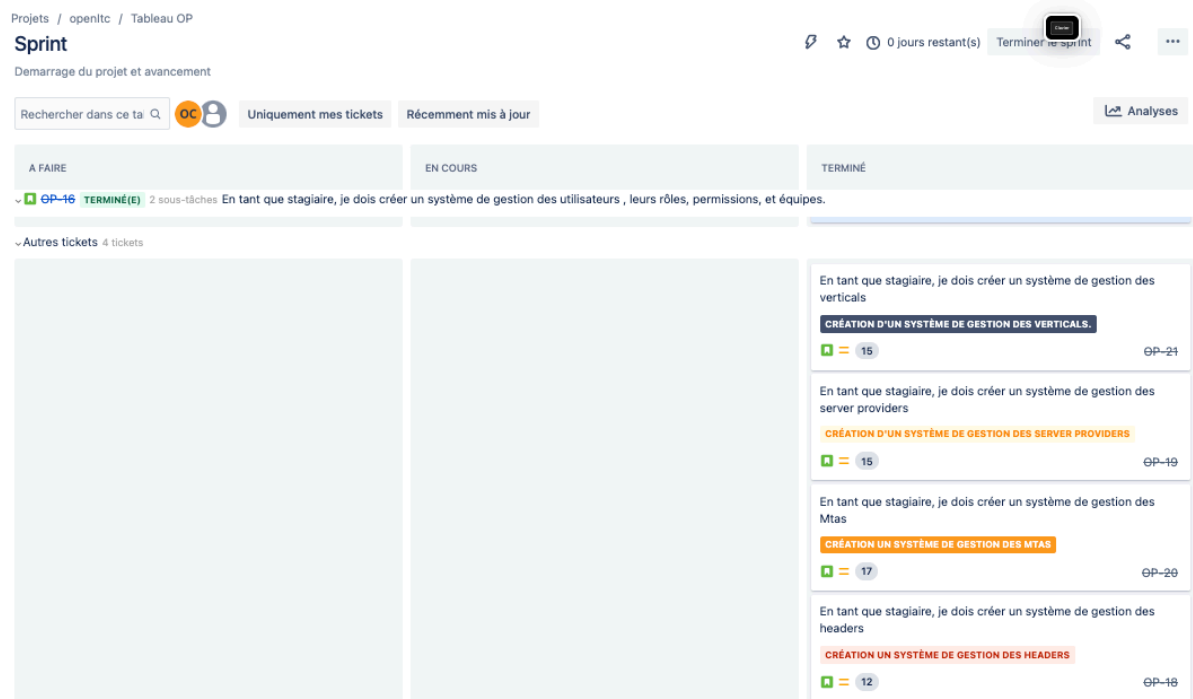 Projets / openItc / Tableau OP
Sprint
0 jours restant(s)
Terminer le sprint
Demarrage du projet et avancement
Rechercher dans ce ta
OC
Uniquement mes tickets
Récemment mis à jour
Analyses
A FAIRE
EN COURS
TERMINÉ
OP-16 TERMINÉ(E) 2 sous-tâches En tant que stagiaire, je dois créer un système de gestion des utilisateurs , leurs rôles, permissions, et équipes.
Autres tickets 4 tickets
En tant que stagiaire, je dois créer un système de gestion des
verticals
CRÉATION D'UN SYSTÈME DE GESTION DES VERTICALS.
15
OP-21
En tant que stagiaire, je dois créer un système de gestion des
server providers
CRÉATION D'UN SYSTÈME DE GESTION DES SERVER PROVIDERS
15
OP-19
En tant que stagiaire, je dois créer un système de gestion des
Mtas
CRÉATION UN SYSTÈME DE GESTION DES MTAS
17
OP-20
En tant que stagiaire, je dois créer un système de gestion des
headers
CRÉATION UN SYSTÈME DE GESTION DES HEADERS
12
OP-18